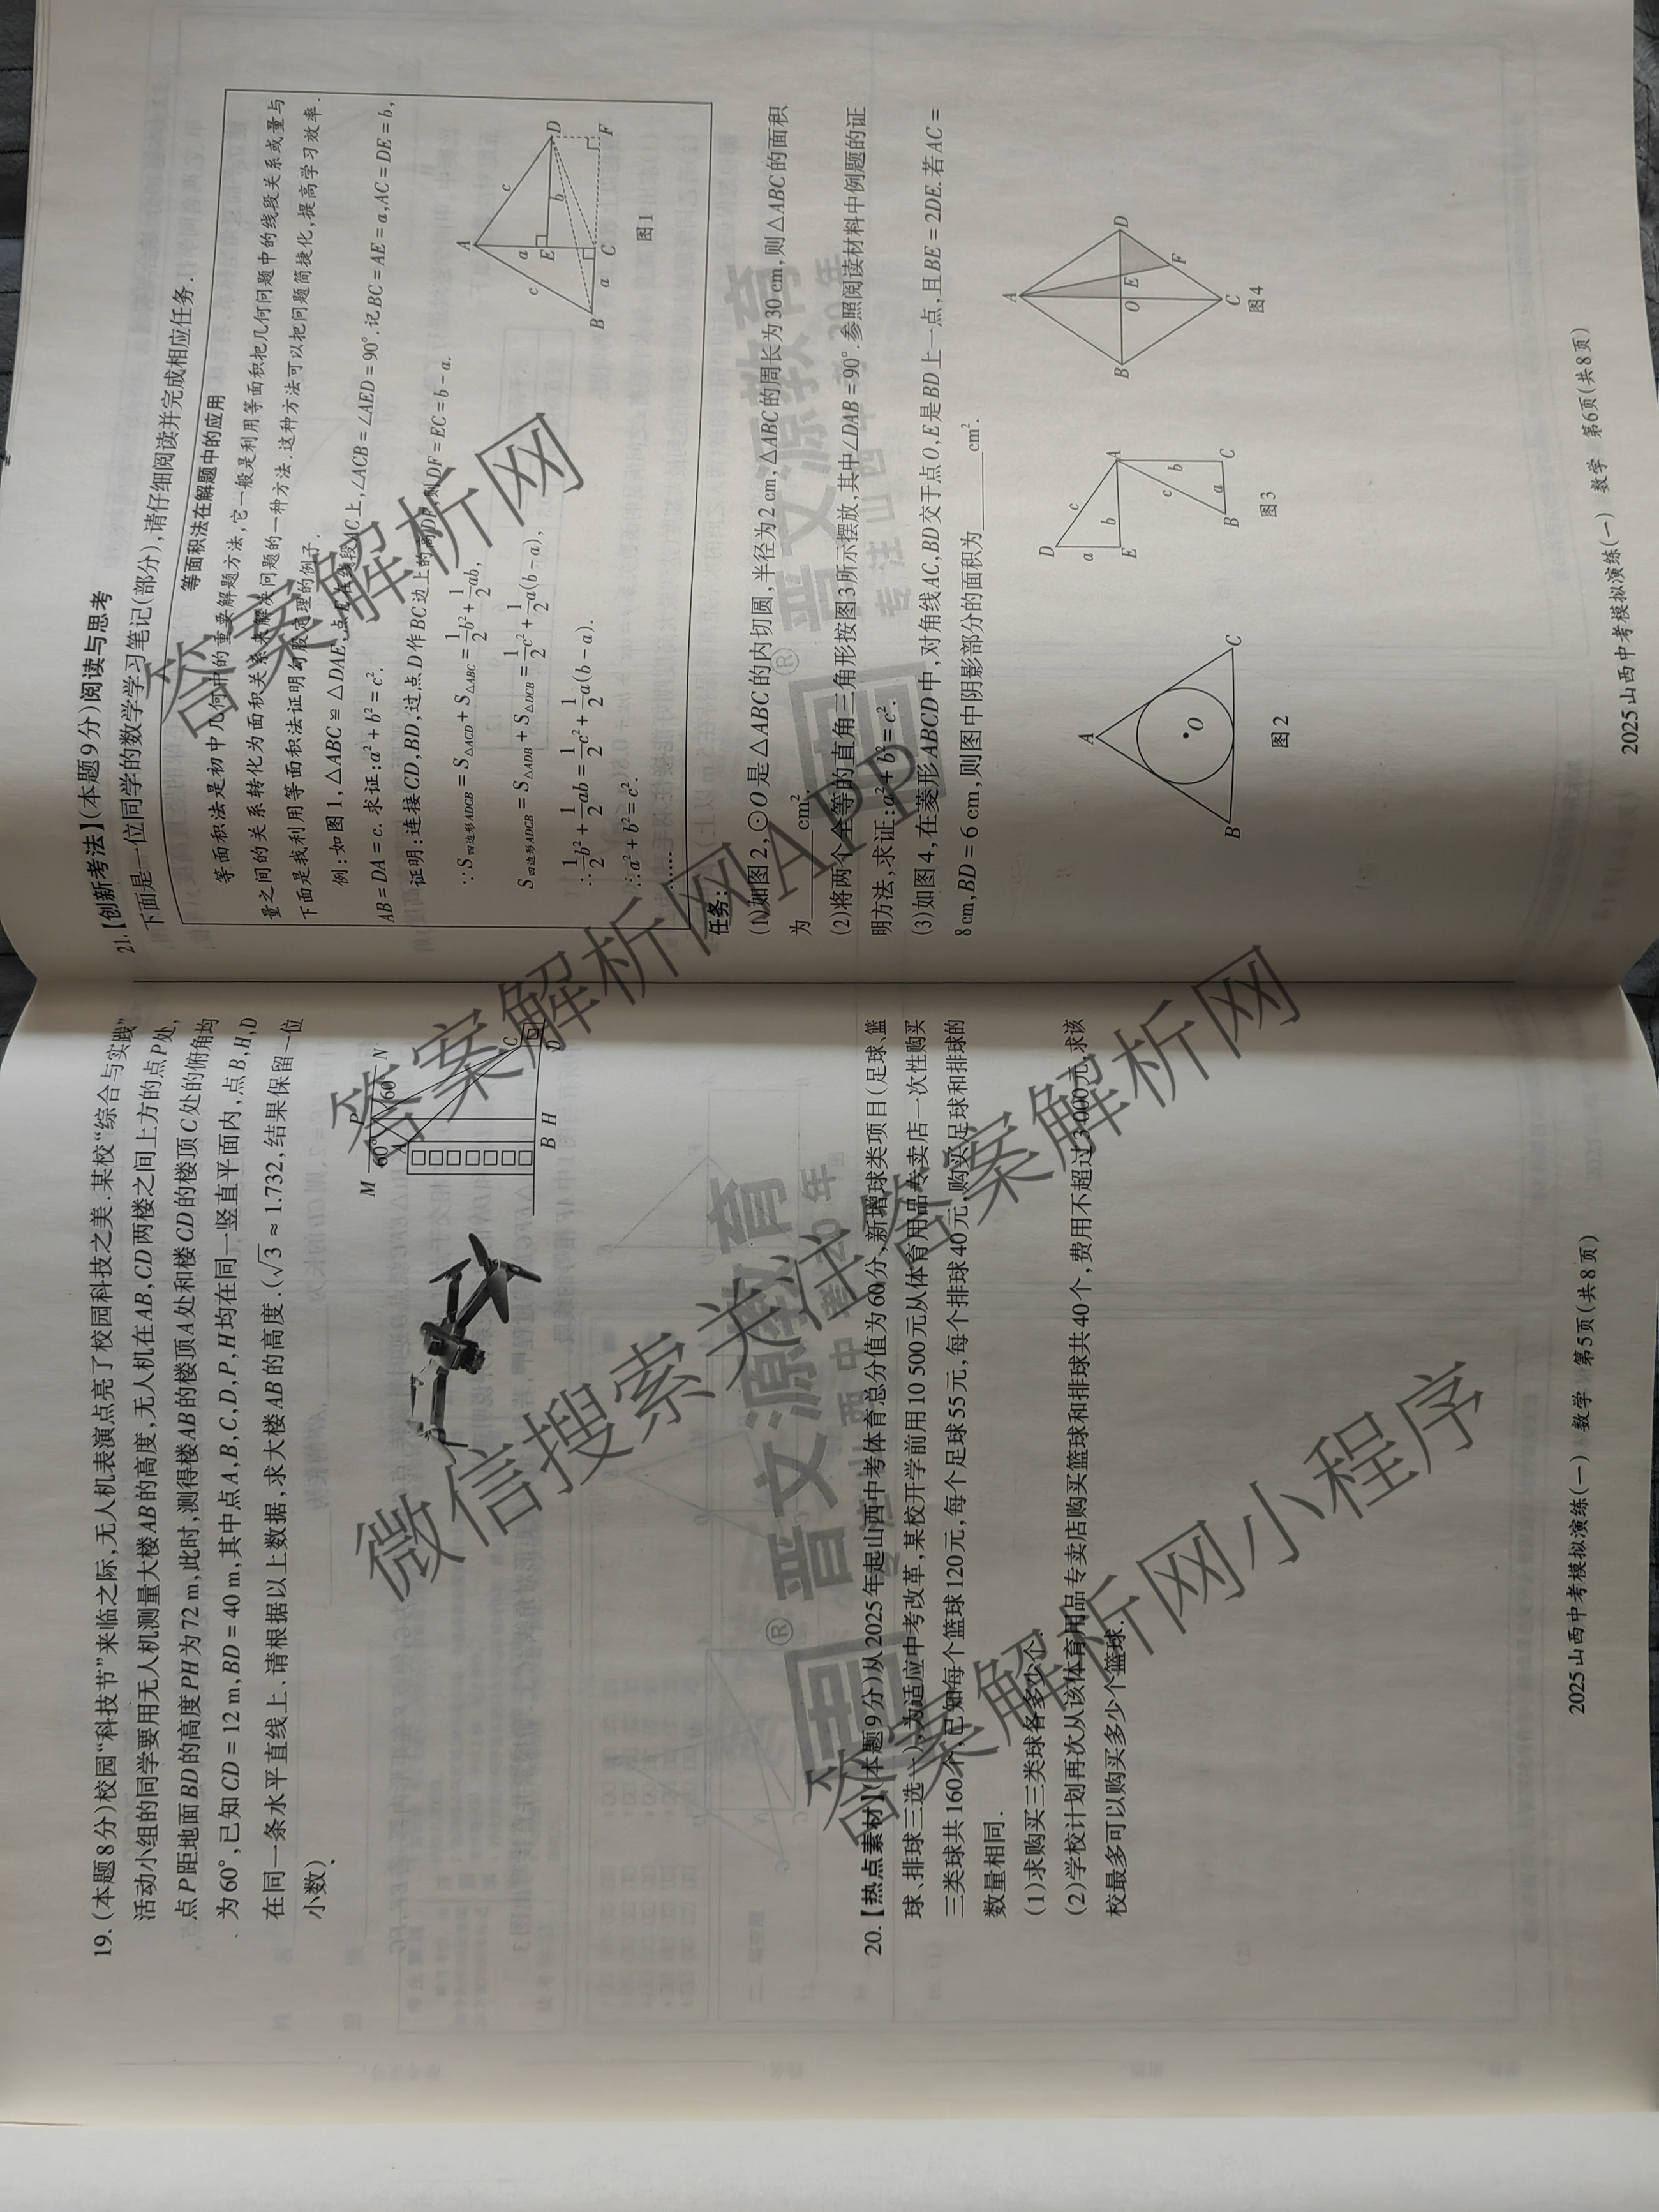 19.(本题8分)校园“科技节”来临之际,无人机表演点亮了校园科技之美.某校“综合与实践”
活动小组的同学要用无人机测量大楼AB的高度,无人机在AB,CD两楼之间上方的点P处,
点P距地面BD的高度PH为72 m,此时,测得楼AB的楼顶A处和楼CD的楼顶C处的俯角均
为60°,已知CD=12 m,BD=40 m,其中点A,B,C,D,P,H均在同一竖直平面内,点B,H,D
在同一条水平直线上.请根据以上数据,求大楼AB的高度.(√3≈1.732,结果保留一位
小数)
M 60° P 60° N
A
C
B H D
20.【热点素材】(本题9分)从2025年起山西中考体育总分值为60分,新增球类项目(足球、篮
球、排球三选一),为适应中考改革,某校开学前用10 500元从体育用品专卖店一次性购买
三类球共160个,已知每个篮球120元,每个足球55元,每个排球40元,购买足球和排球的
数量相同.
(1)求购买三类球各多少个.
(2)学校计划再次从该体育用品专卖店购买篮球和排球共40个,费用不超过3 000元,求该
校最多可以购买多少个篮球.
2025山西中考模拟演练(一) 数学 第5页(共8页)
21.【创新考法】(本题9分)阅读与思考
下面是一位同学的数学学习笔记(部分),请仔细阅读并完成相应任务.
等面积法在解题中的应用
等面积法是初中几何中的重要解题方法,它一般是利用等面积把几何问题中的线段关系或量与
量之间的关系转化为面积关系来解决问题的一种方法.这种方法可以把问题简捷化,提高学习效率.
下面是我利用等面积法证明勾股定理的例子.
例:如图1,△ABC≌△DAE,点E在线段AC上,∠ACB=∠AED=90°.记BC=AE=a,AC=DE=b,
AB=DA=c.求证:a²+b²=c².
证明:连接CD,BD,过点D作BC边上的高DF,则DF=EC=b-a.
∵S四边形ADCB=S△ACD+S△ABC=1/2b²+1/2ab,
S四边形ADCB=S△ADB+S△DCB=1/2c²+1/2a(b-a),
∴1/2b²+1/2ab=1/2c²+1/2a(b-a).
∴a²+b²=c².
……
A
c
c
a
E
b
D
B
a
C
F
图1
任务:
(1)如图2,⊙O是△ABC的内切圆,半径为2 cm,△ABC的周长为30 cm,则△ABC的面积
为______cm².
(2)将两个全等的直角三角形按图3所示摆放,其中∠DAB=90°.参照阅读材料中例题的证
明方法,求证:a²+b²=c².
(3)如图4,在菱形ABCD中,对角线AC,BD交于点O,E是BD上一点,且BE=2DE.若AC=
8 cm,BD=6 cm,则图中阴影部分的面积为______cm².
A
O
B
C
图2
D
c
a
b
E
A
c
b
B
a
C
图3
A
B
O
E
D
F
C
图4
2025山西中考模拟演练(一) 数学 第6页(共8页)
晋文源教育
®
专注山西中考30年
晋文源教育
®
答案解析网
答案解析网APP
微信搜索关注答案解析网
答案解析网小程序